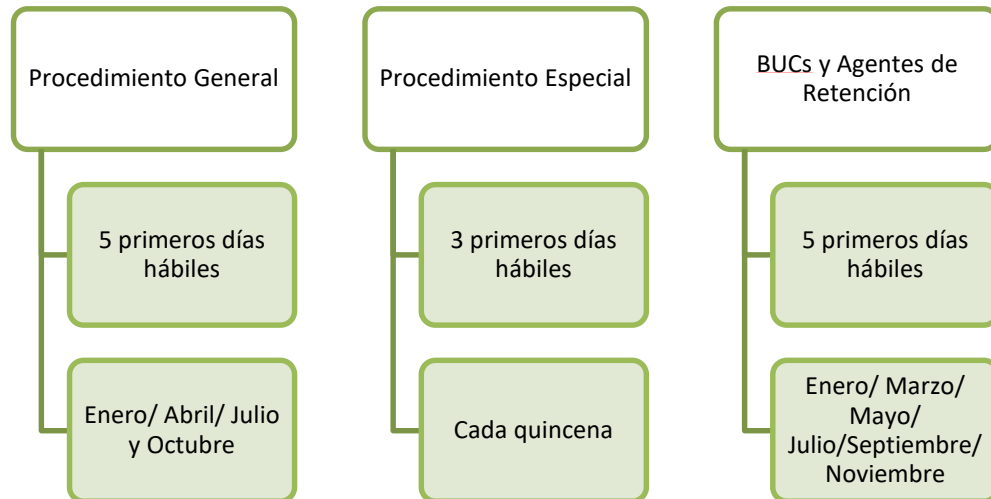 Procedimiento General
5 primeros días
hábiles
Enero/ Abril/ Julio
y Octubre
Procedimiento Especial
3 primeros días
hábiles
Cada quincena
BUCs y Agentes de
Retención
5 primeros días
hábiles
Enero/ Marzo/
Mayo/
Julio/Septiembre/
Noviembre